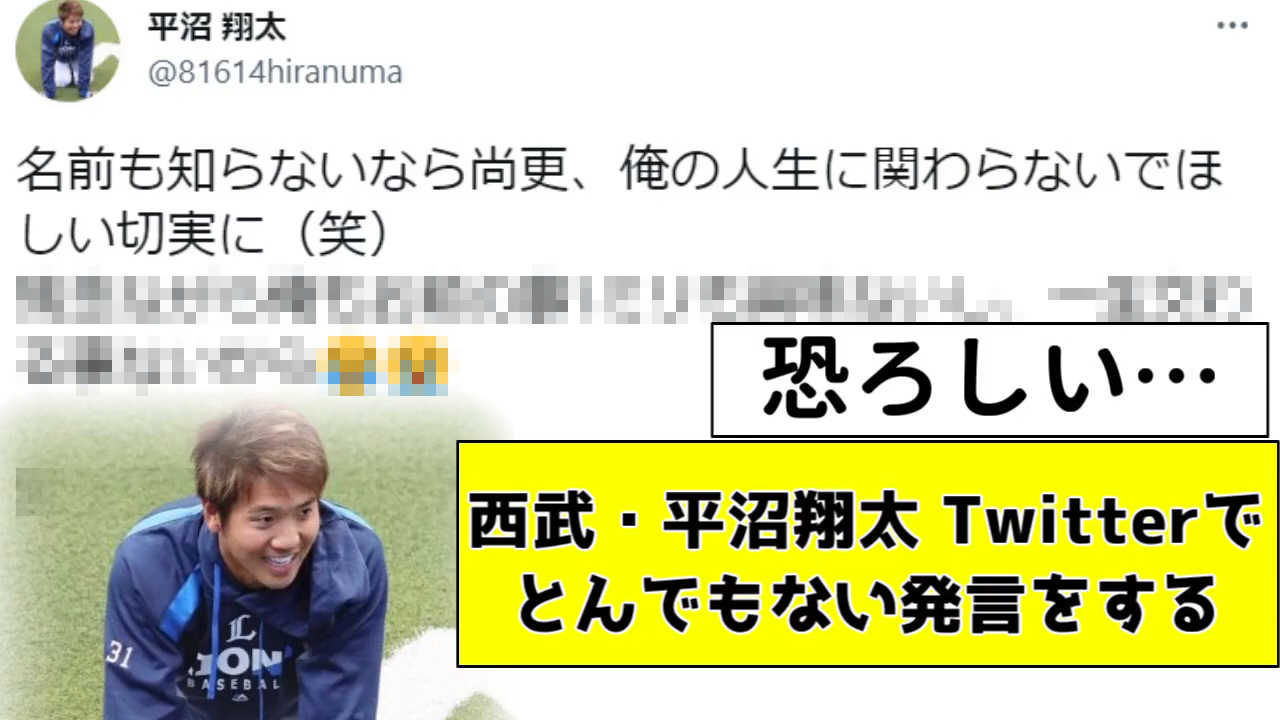 平沼 翔太
@81614hiranuma
名前も知らないなら尚更、俺の人生に関わらないでほ
しい切実に（笑）
恐ろしい…
西武・平沼翔太 Twitterで
とんでもない発言をする
31
L
LIONS
BASEBAL